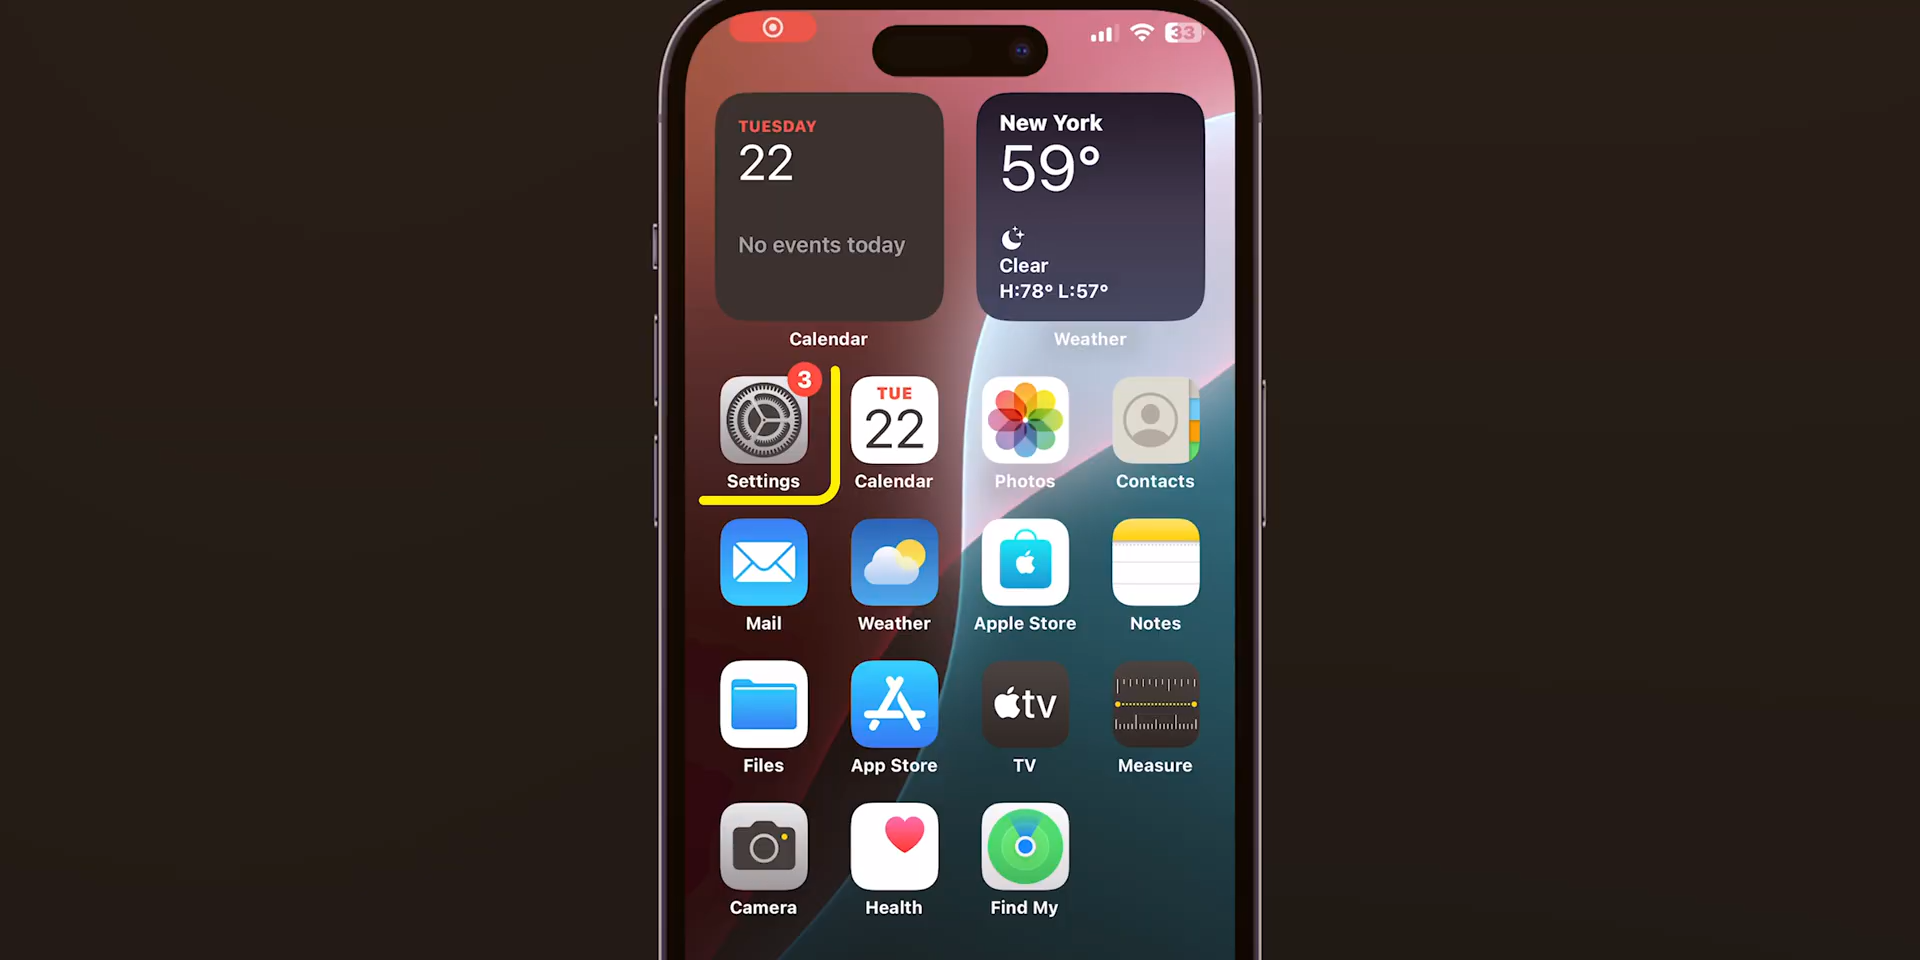 33
TUESDAY
22
No events today
Calendar
New York
59°
Clear
H:78° L:57°
Weather
3
Settings
TUE
22
Calendar
Photos
Contacts
Mail
Weather
Apple Store
Notes
Files
App Store
tv
TV
Measure
Camera
Health
Find My